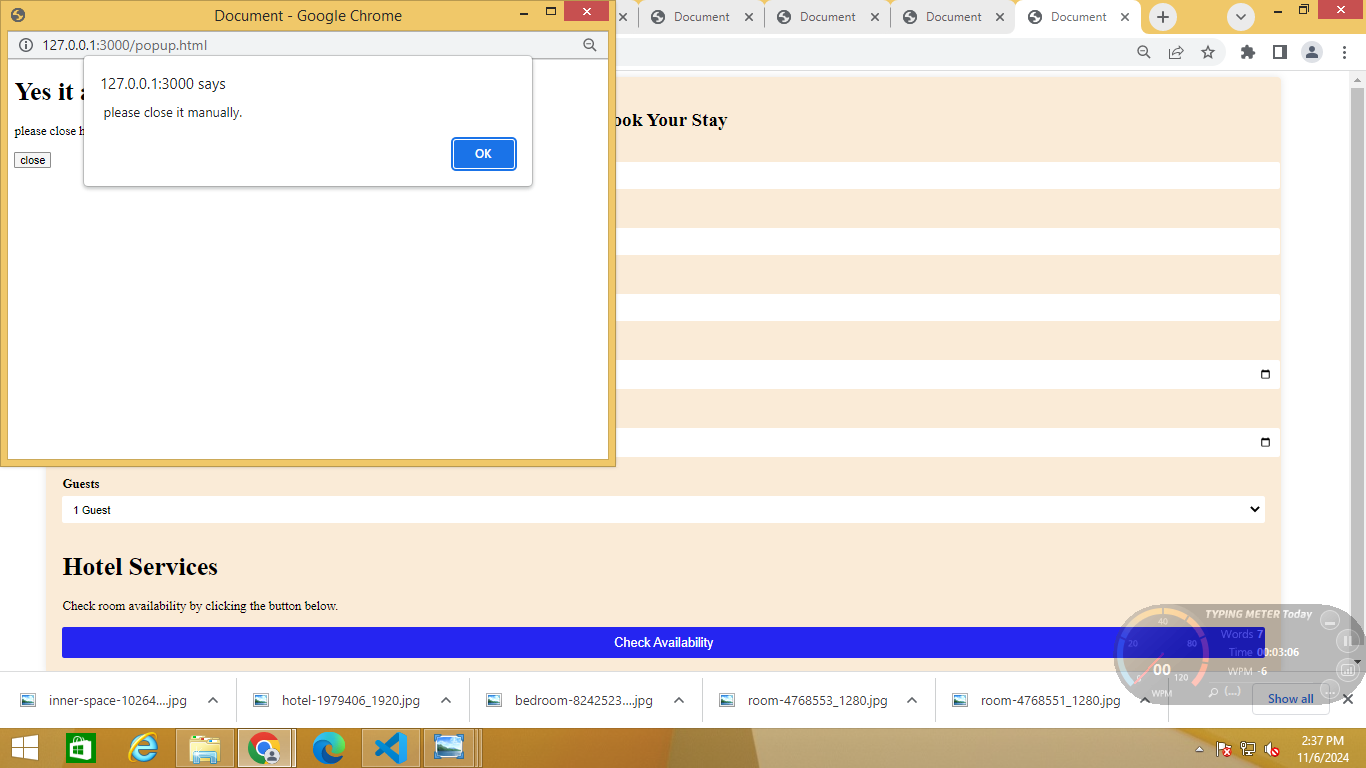 Document - Google Chrome
Document
Document
Document
Document
127.0.0.1:3000/popup.html
127.0.0.1:3000 says
please close it manually.
OK
Yes it a
please close h
close
ook Your Stay
Guests
1 Guest
Hotel Services
Check room availability by clicking the button below.
Check Availability
TYPING METER Today
Words 7
Time 00:03:06
WPM -6
(...)
0
20
40
80
120
00
WPM
inner-space-10264....jpg
hotel-1979406_1920.jpg
bedroom-8242523....jpg
room-4768553_1280.jpg
room-4768551_1280.jpg
Show all
2:37 PM
11/6/2024